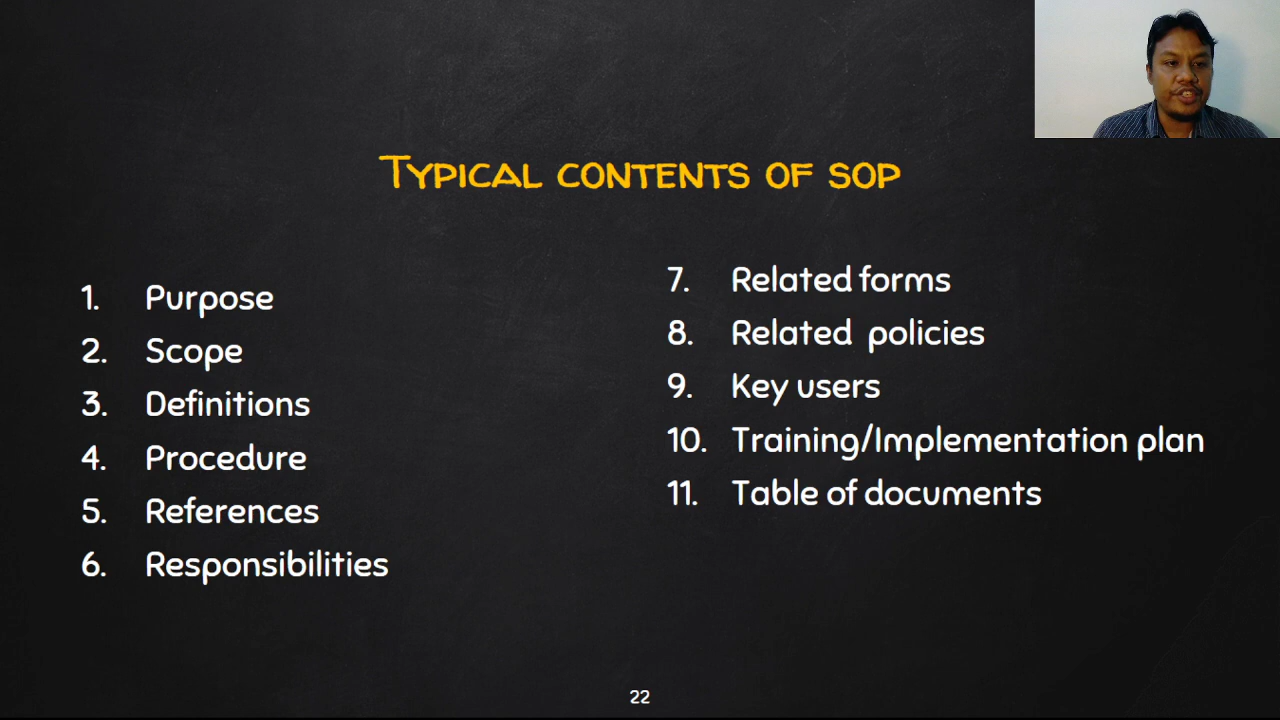 Typical contents of sop
1. Purpose
2. Scope
3. Definitions
4. Procedure
5. References
6. Responsibilities
7. Related forms
8. Related policies
9. Key users
10. Training/Implementation plan
11. Table of documents
22